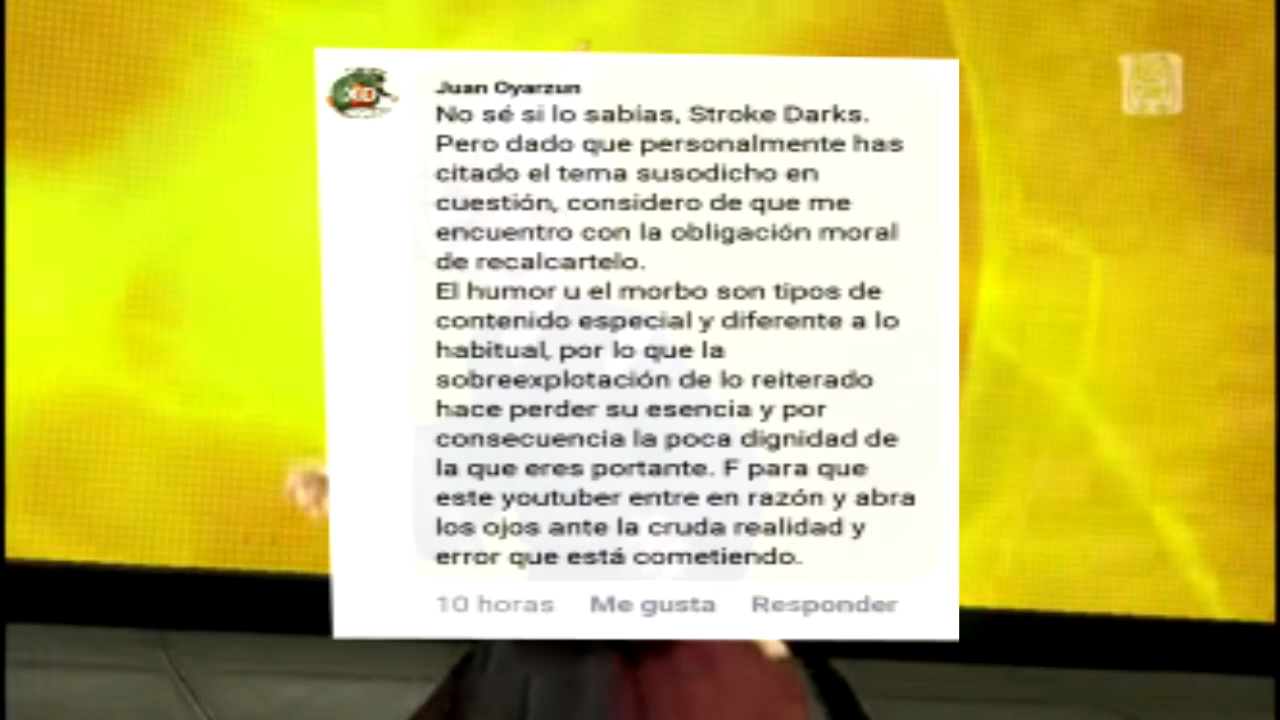 Juan Oyarzun
No sé si lo sabias, Stroke Darks.
Pero dado que personalmente has
citado el tema susodicho en
cuestión, considero de que me
encuentro con la obligación moral
de recalcartelo.
El humor u el morbo son tipos de
contenido especial y diferente a lo
habitual, por lo que la
sobreexplotación de lo reiterado
hace perder su esencia y por
consecuencia la poca dignidad de
la que eres portante. F para que
este youtuber entre en razón y abra
los ojos ante la cruda realidad y
error que está cometiendo.
10 horas Me gusta Responder